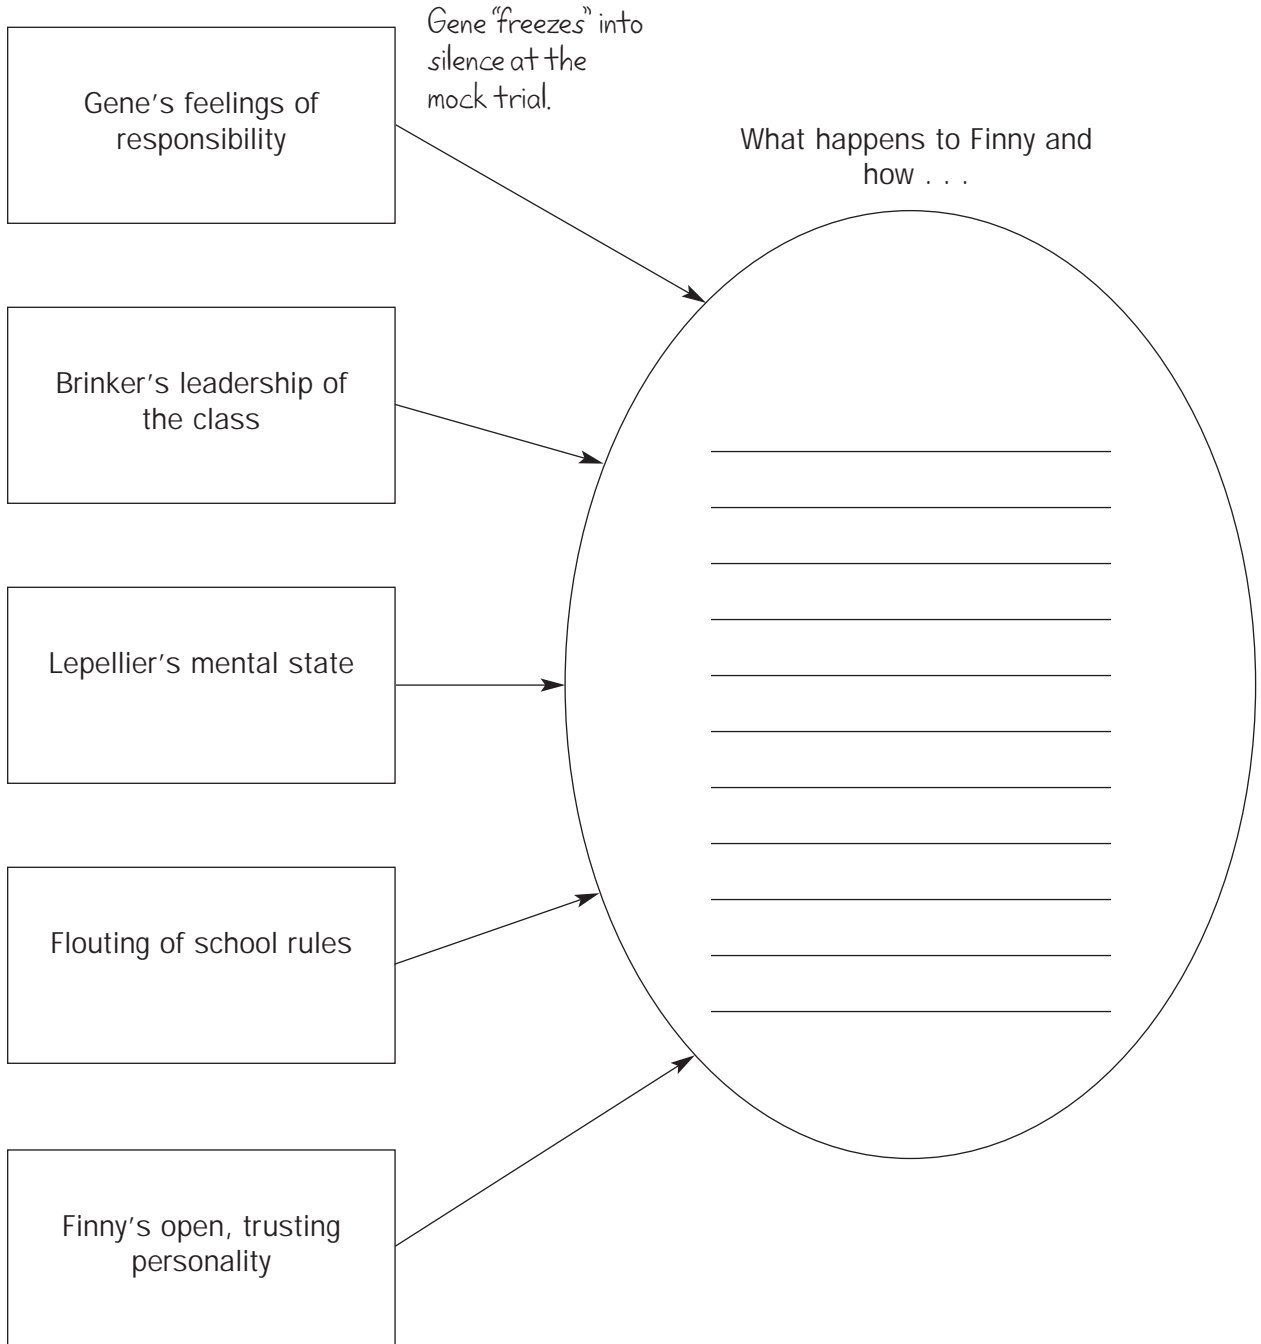 Gene "freezes" into
silence at the
mock trial.
Gene's feelings of
responsibility
What happens to Finny and
how . . .
Brinker's leadership of
the class
Lepellier's mental state
Flouting of school rules
Finny's open, trusting
personality